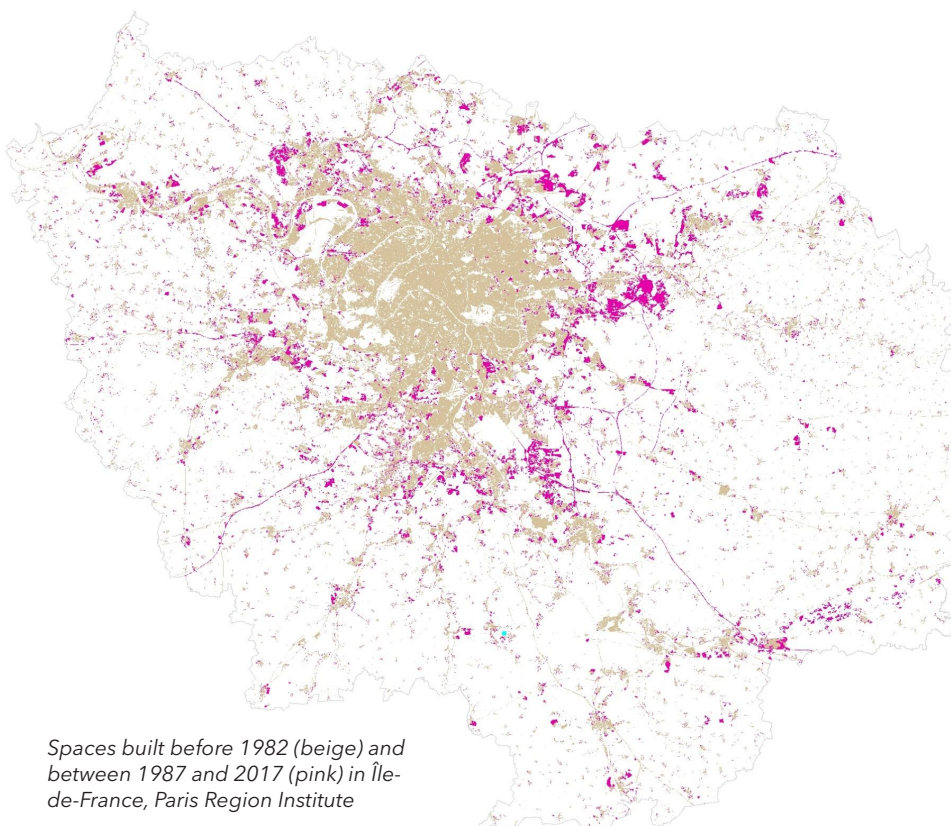 Spaces built before 1982 (beige) and
between 1987 and 2017 (pink) in Île-
de-France, Paris Region Institute